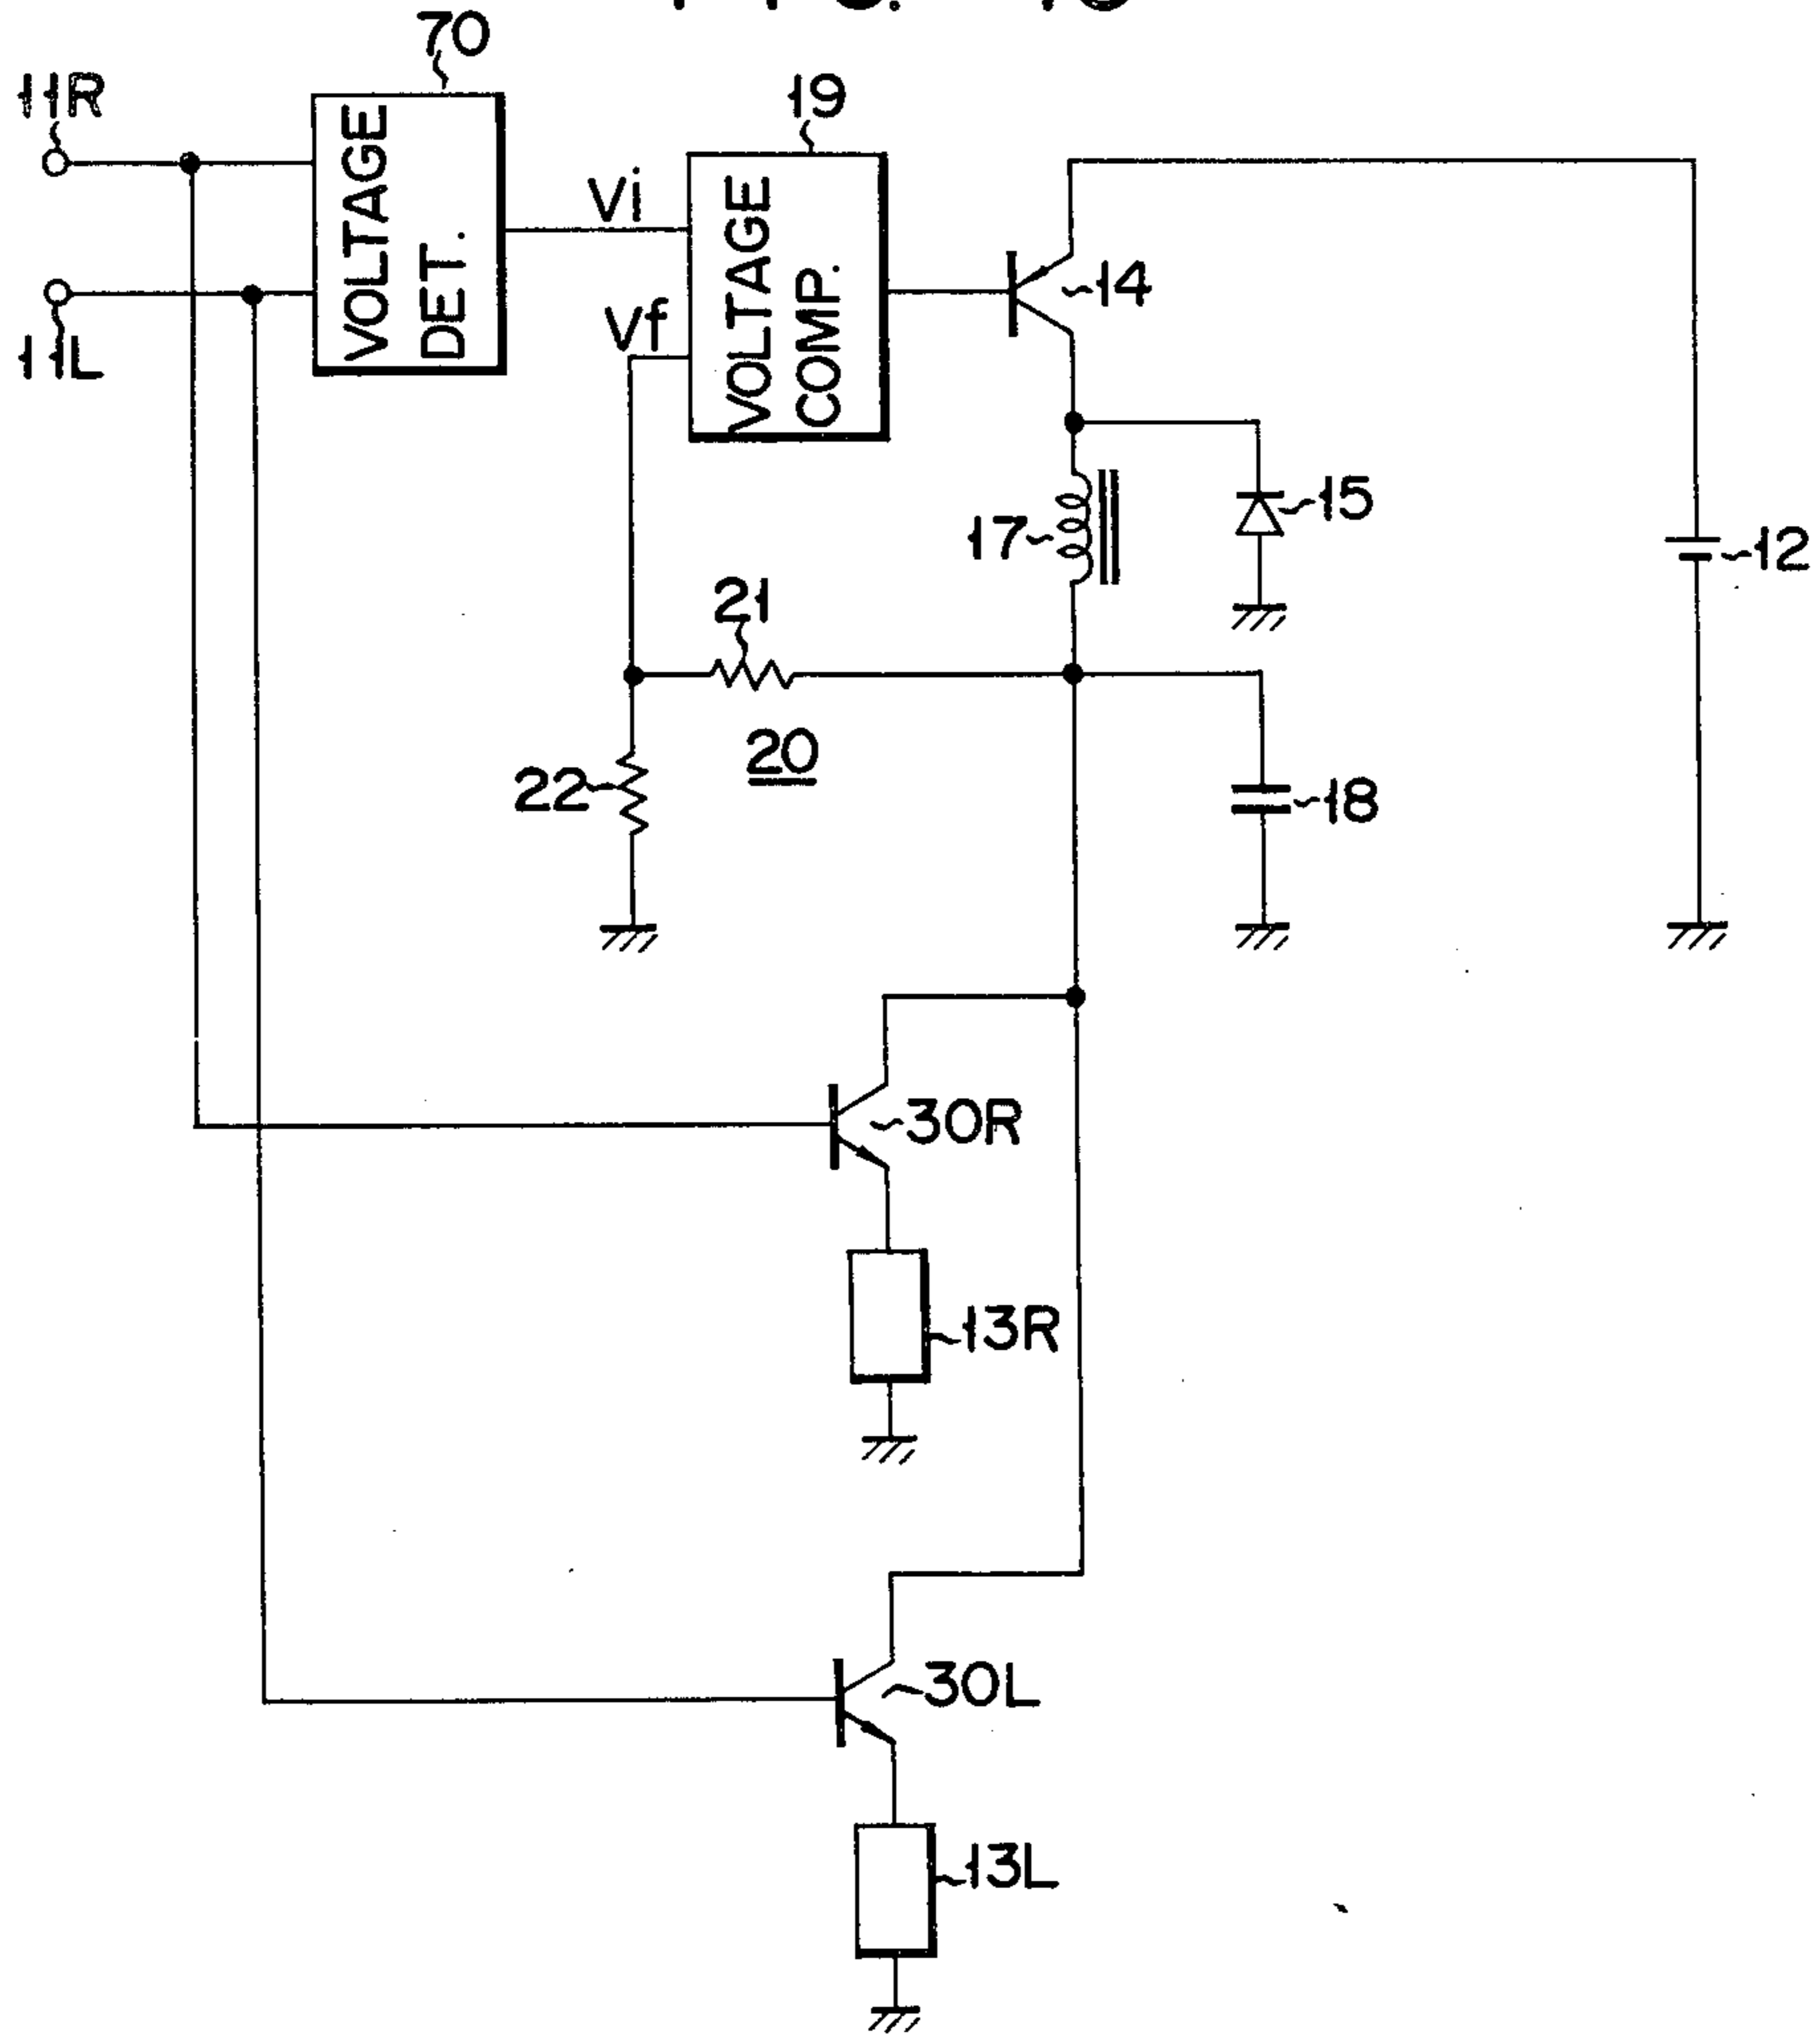 70
11R
19
VOLTAGE
DET.
Vi
VOLTAGE
COMP.
14
Vf
11L
15
17
12
21
20
22
18
30R
13R
30L
13L